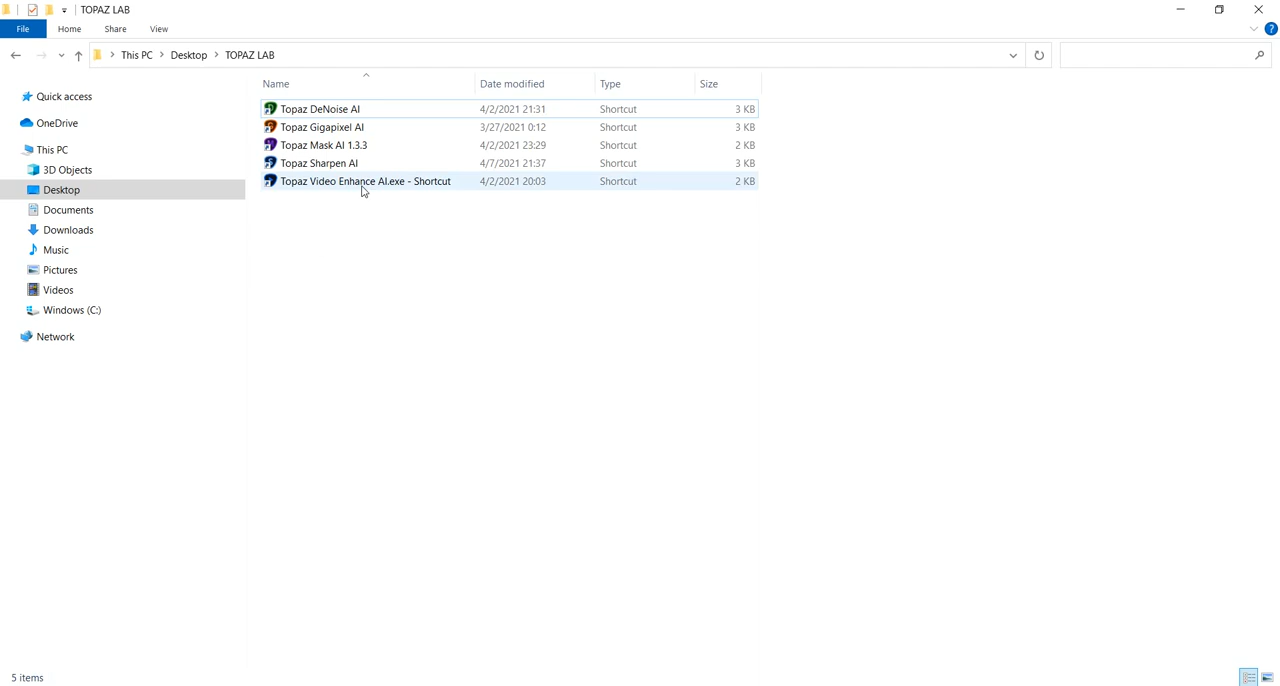 TOPAZ LAB
File Home Share View
This PC Desktop TOPAZ LAB
Name Date modified Type Size
Quick access
OneDrive
This PC
3D Objects
Desktop
Documents
Downloads
Music
Pictures
Videos
Windows (C:)
Network
Topaz DeNoise AI 4/2/2021 21:31 Shortcut 3 KB
Topaz Gigapixel AI 3/27/2021 0:12 Shortcut 3 KB
Topaz Mask AI 1.3.3 4/2/2021 23:29 Shortcut 2 KB
Topaz Sharpen AI 4/7/2021 21:37 Shortcut 3 KB
Topaz Video Enhance AI.exe - Shortcut 4/2/2021 20:03 Shortcut 2 KB
5 items